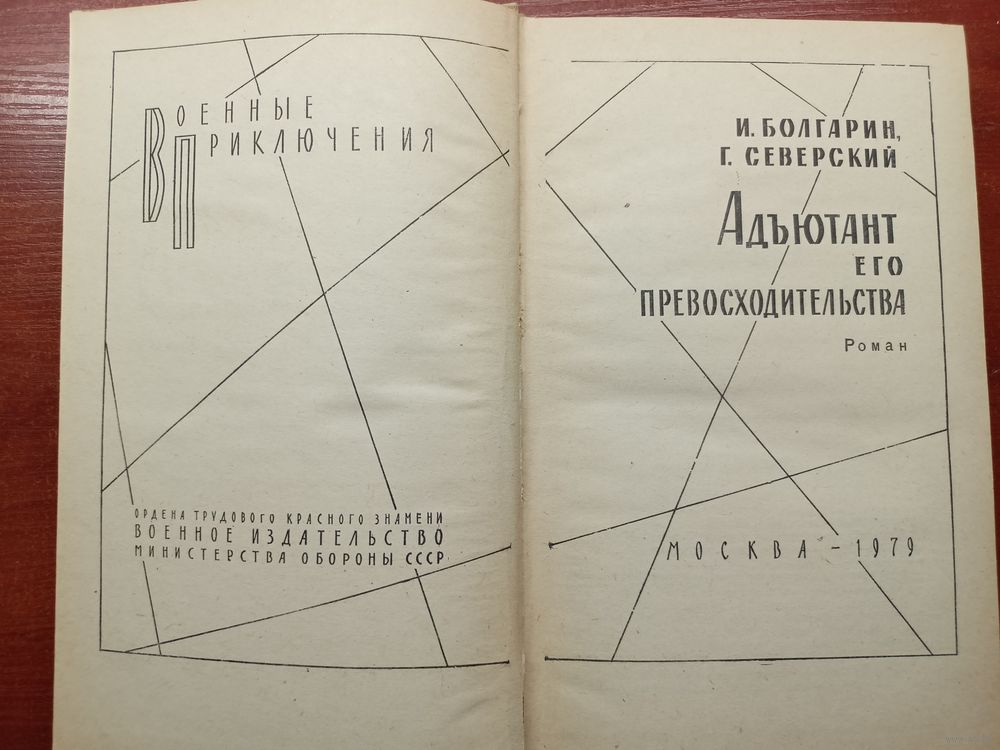 Военные
Приключения
ОРДЕНА ТРУДОВОГО КРАСНОГО ЗНАМЕНИ
ВОЕННОЕ ИЗДАТЕЛЬСТВО
МИНИСТЕРСТВА ОБОРОНЫ СССР
И. БОЛГАРИН,
Г. СЕВЕРСКИЙ
АДЪЮТАНТ
ЕГО
ПРЕВОСХОДИТЕЛЬСТВА
Роман
МОСКВА – 1979